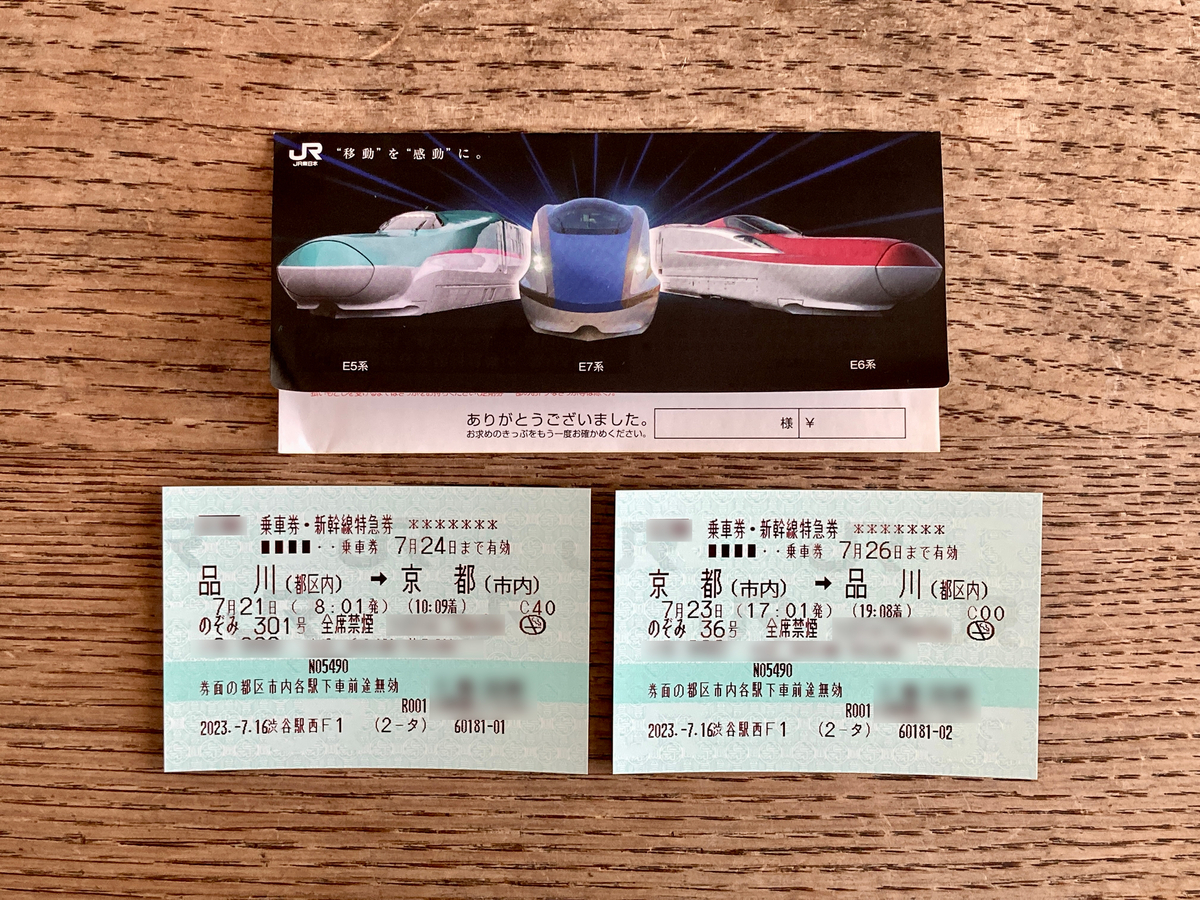 JR
JR東日本
“移動”を“感動”に。
E5系
E7系
E6系
ありがとうございました。
お求めのきっぷをもう一度お確かめください。
様 ¥
乗車券・新幹線特急券 *******
■■■■・・乗車券 7月24日まで有効
品 川(都区内) ➡ 京 都(市内)
7月21日( 8:01発) (10:09着) C40
のぞみ 301号 全席禁煙
N05490
券面の都区市内各駅下車前途無効
R001
2023.-7.16渋谷駅西F1 (2-タ) 60181-01
乗車券・新幹線特急券 *******
■■■■・・乗車券 7月26日まで有効
京 都(市内) ➡ 品 川(都区内)
7月23日(17:01発) (19:08着) C00
のぞみ 36号 全席禁煙
N05490
券面の都区市内各駅下車前途無効
R001
2023.-7.16渋谷駅西F1 (2-タ) 60181-02